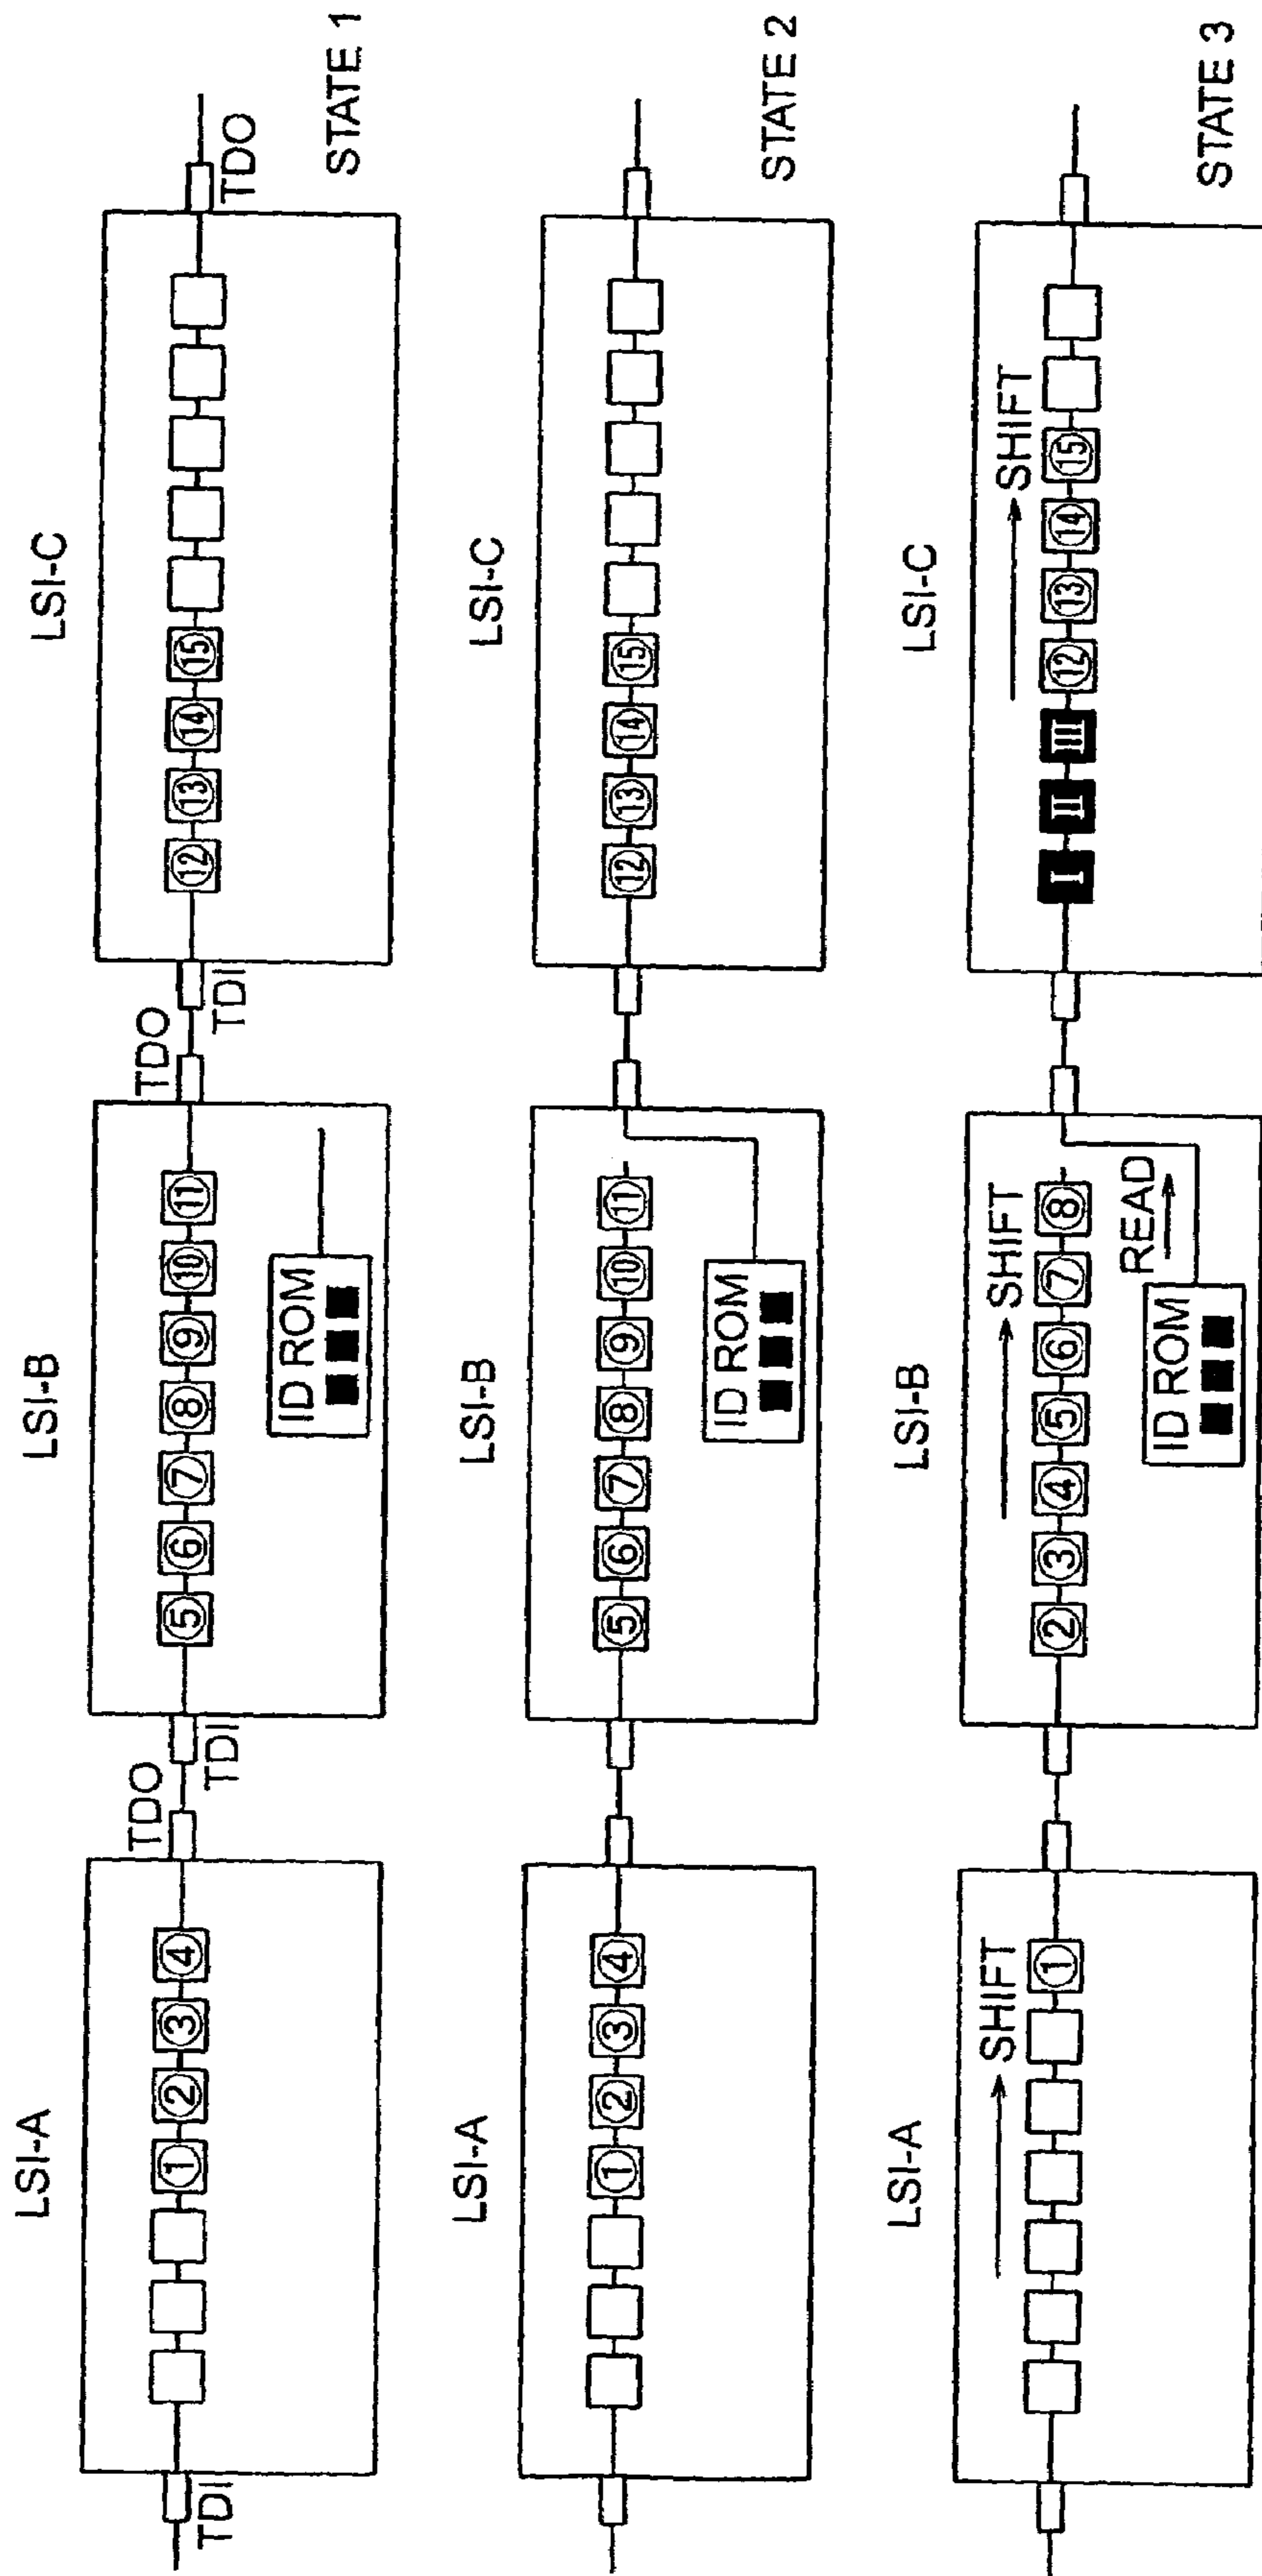 LSI-A LSI-B LSI-C
① ② ③ ④ ⑤ ⑥ ⑦ ⑧ ⑨ ⑩ ⑪ ⑫ ⑬ ⑭ ⑮
TDI TDO TDI TDO TDI TDO
ID ROM
STATE 1
LSI-A LSI-B LSI-C
① ② ③ ④ ⑤ ⑥ ⑦ ⑧ ⑨ ⑩ ⑪ ⑫ ⑬ ⑭ ⑮
ID ROM
STATE 2
LSI-A LSI-B LSI-C
SHIFT SHIFT SHIFT
① ② ③ ④ ⑤ ⑥ ⑦ ⑧ I II III ⑫ ⑬ ⑭ ⑮
READ
ID ROM
STATE 3